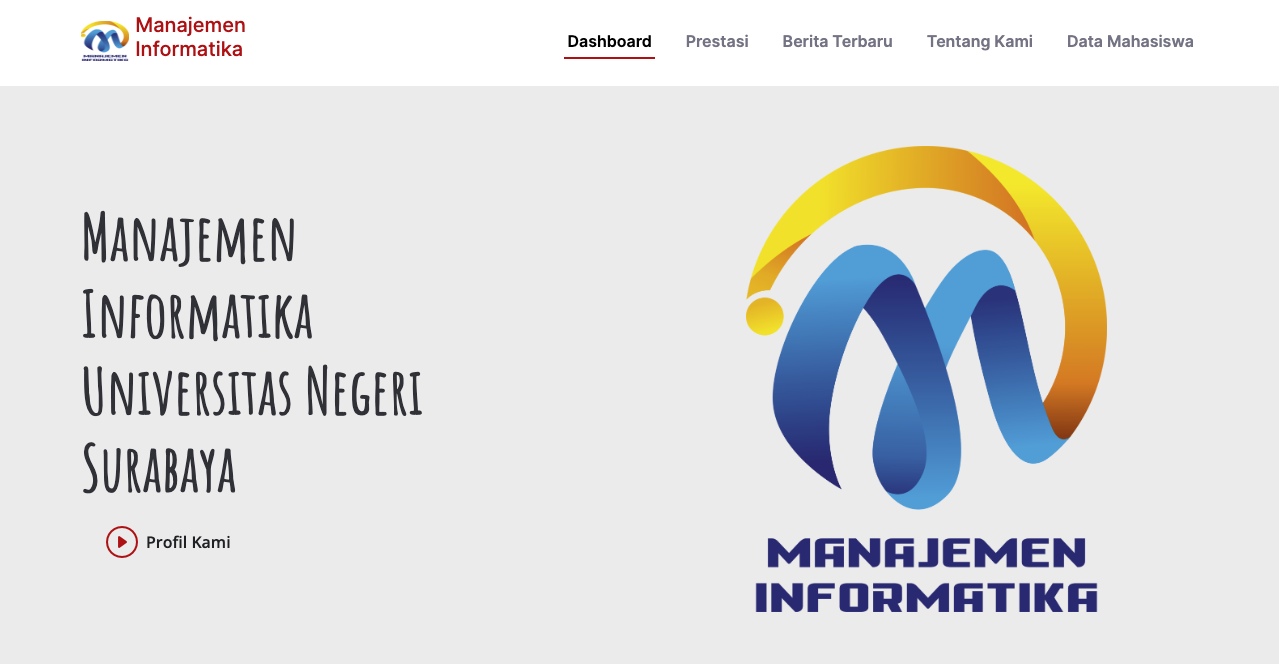 Manajemen
Informatika
Dashboard Prestasi Berita Terbaru Tentang Kami Data Mahasiswa
Manajemen
Informatika
Universitas Negeri
Surabaya
Profil Kami
MANAJEMEN
INFORMATIKA